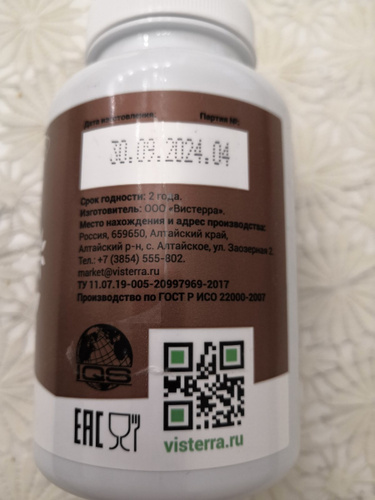 Дата изготовления: Партия №:
30.09.2024.04
Срок годности: 2 года.
Изготовитель: ООО «Вистерра».
Место нахождения и адрес производства:
Россия, 659650, Алтайский край,
Алтайский р-н, с. Алтайское, ул. Заозерная 2.
Тел.: +7 (3854) 555-802.
market@visterra.ru
ТУ 11.07.19-005-20997969-2017
Производство по ГОСТ Р ИСО 22000-2007
IQS
EAC
visterra.ru